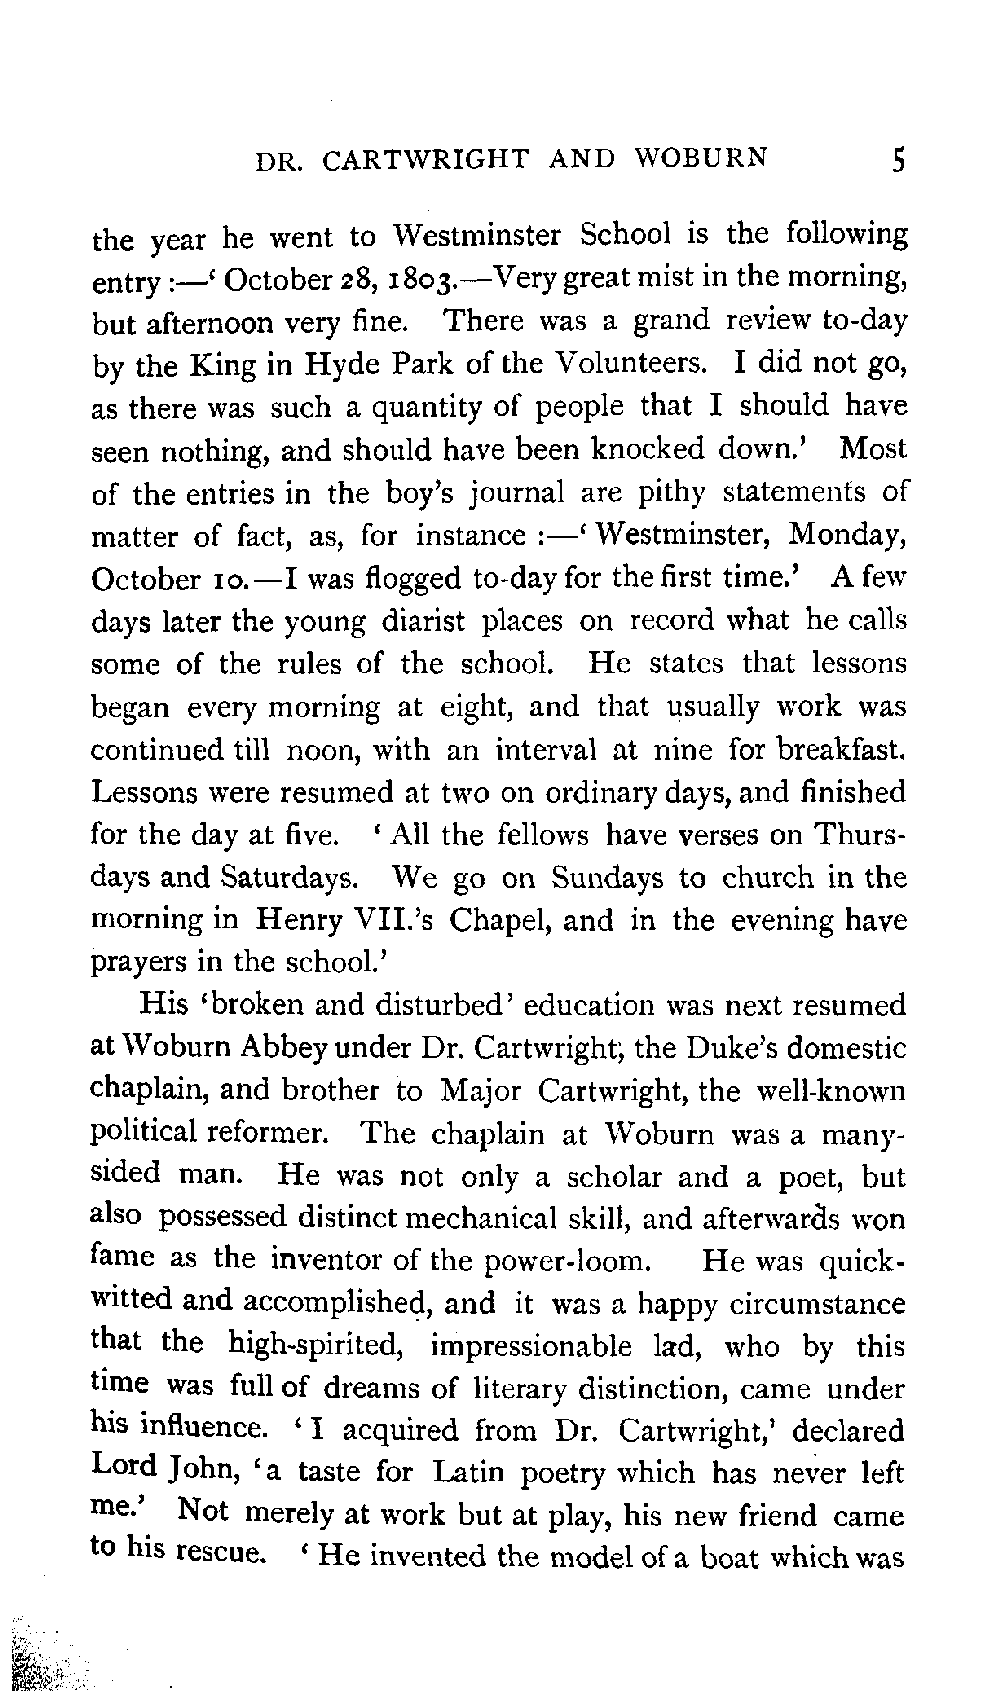 DR. CARTWRIGHT AND WOBURN 5
the year he went to Westminster School is the following
entry :—‘ October 28, 1803.—Very great mist in the morning,
but afternoon very fine. There was a grand review to-day
by the King in Hyde Park of the Volunteers. I did not go,
as there was such a quantity of people that I should have
seen nothing, and should have been knocked down.’ Most
of the entries in the boy’s journal are pithy statements of
matter of fact, as, for instance :—‘ Westminster, Monday,
October 10.—I was flogged to-day for the first time.’ A few
days later the young diarist places on record what he calls
some of the rules of the school. He states that lessons
began every morning at eight, and that usually work was
continued till noon, with an interval at nine for breakfast.
Lessons were resumed at two on ordinary days, and finished
for the day at five. ‘ All the fellows have verses on Thurs-
days and Saturdays. We go on Sundays to church in the
morning in Henry VII.’s Chapel, and in the evening have
prayers in the school.’
His ‘broken and disturbed’ education was next resumed
at Woburn Abbey under Dr. Cartwright, the Duke’s domestic
chaplain, and brother to Major Cartwright, the well-known
political reformer. The chaplain at Woburn was a many-
sided man. He was not only a scholar and a poet, but
also possessed distinct mechanical skill, and afterwards won
fame as the inventor of the power-loom. He was quick-
witted and accomplished, and it was a happy circumstance
that the high-spirited, impressionable lad, who by this
time was full of dreams of literary distinction, came under
his influence. ‘ I acquired from Dr. Cartwright,’ declared
Lord John, ‘a taste for Latin poetry which has never left
me.’ Not merely at work but at play, his new friend came
to his rescue. ‘ He invented the model of a boat which was